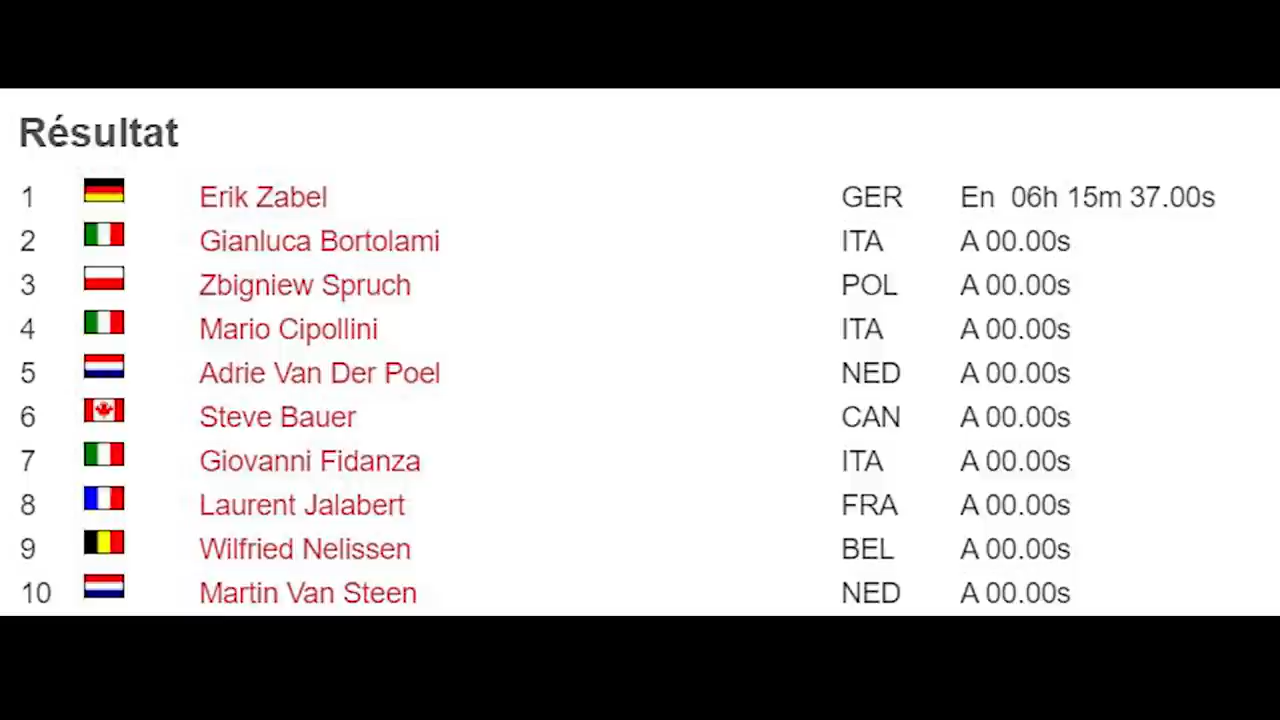 Résultat
1 Erik Zabel GER En 06h 15m 37.00s
2 Gianluca Bortolami ITA A 00.00s
3 Zbigniew Spruch POL A 00.00s
4 Mario Cipollini ITA A 00.00s
5 Adrie Van Der Poel NED A 00.00s
6 Steve Bauer CAN A 00.00s
7 Giovanni Fidanza ITA A 00.00s
8 Laurent Jalabert FRA A 00.00s
9 Wilfried Nelissen BEL A 00.00s
10 Martin Van Steen NED A 00.00s